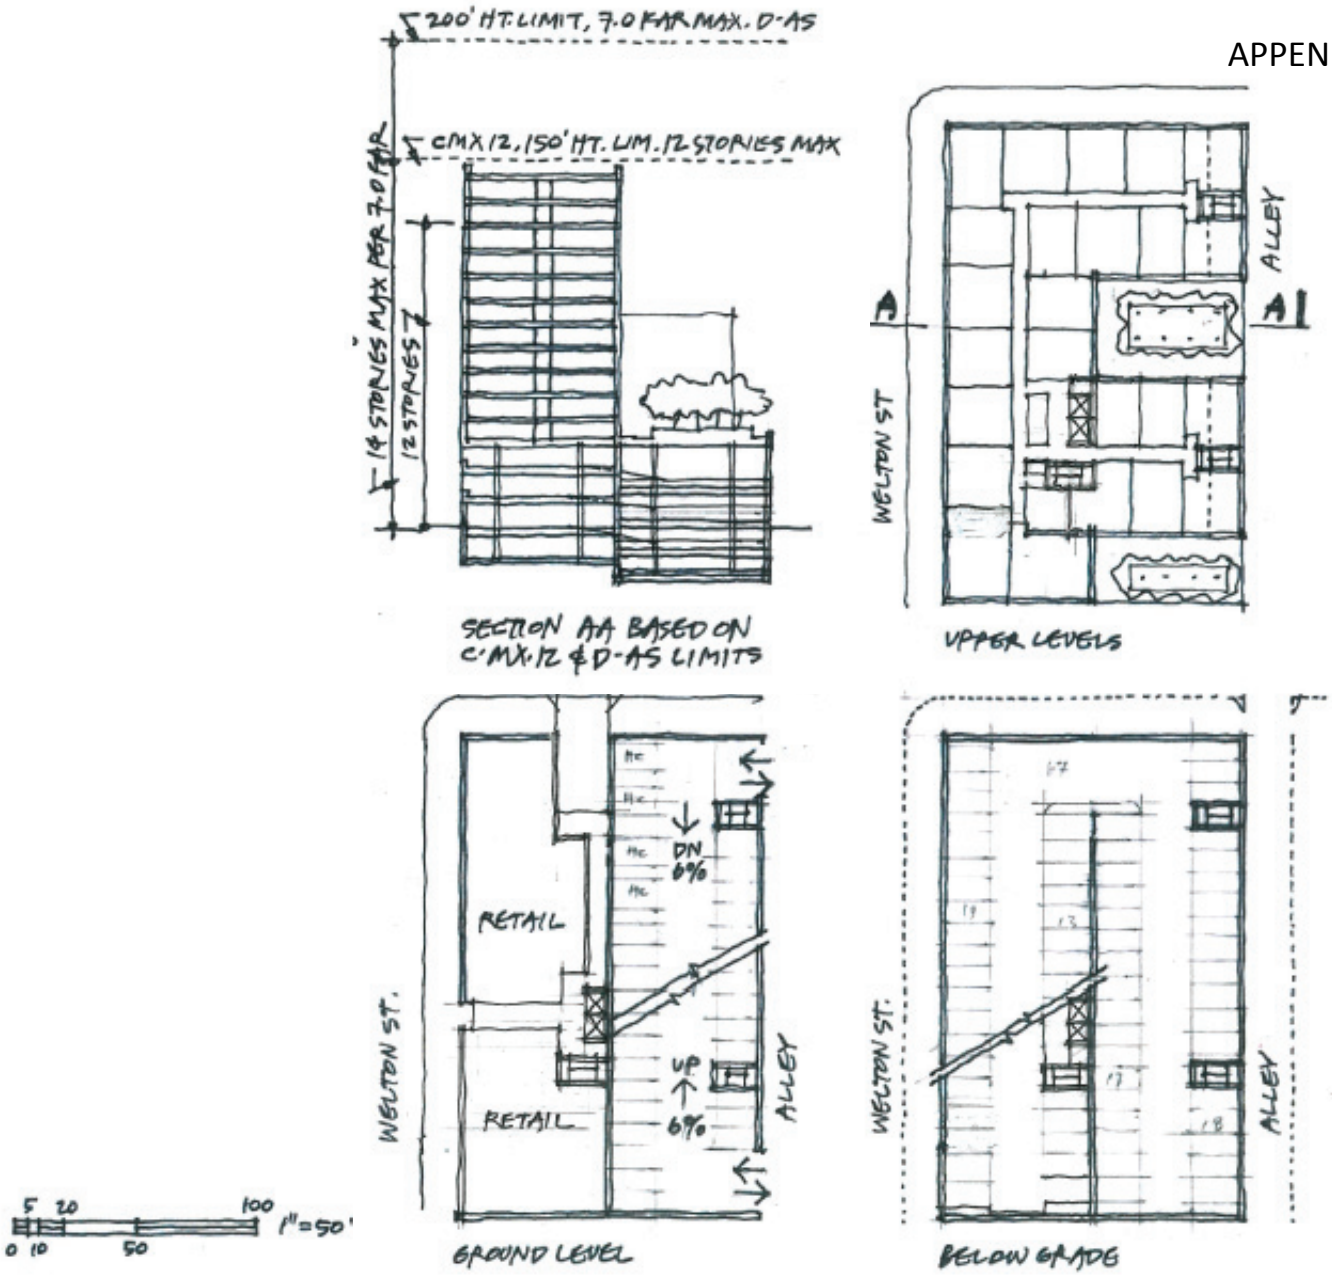 200' HT. LIMIT, 7.0 FAR MAX. D-AS
APPEN
CMX 12, 150' HT. LIM. 12 STORIES MAX
14 STORIES MAX PER 7.0 FAR
12 STORIES
SECTION AA BASED ON
C-MX-12 & D-AS LIMITS
WELTON ST
A
A
ALLEY
UPPER LEVELS
HC
HC
HC
HC
DN
6%
RETAIL
RETAIL
UP
6%
WELTON ST.
ALLEY
GROUND LEVEL
67
19
13
17
18
WELTON ST.
ALLEY
BELOW GRADE
5 20 100
0 10 50
1"=50'